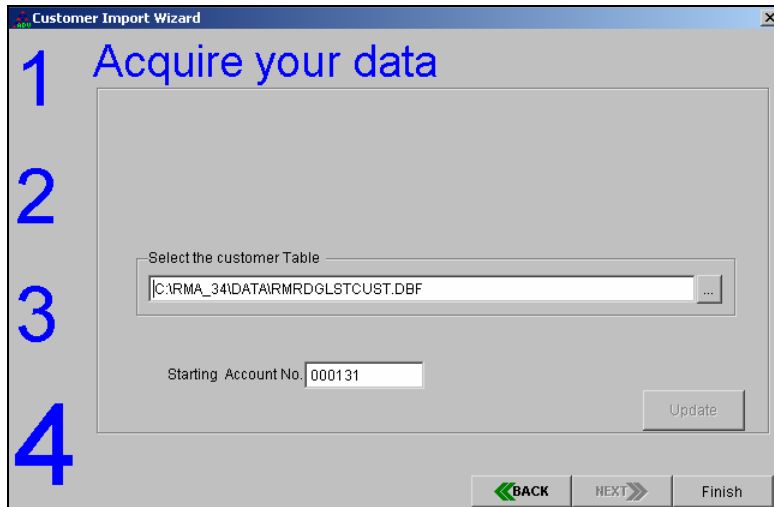 Customer Import Wizard
1
Acquire your data
2
Select the customer Table
C:\RMA_34\DATA\RMRDGLSTCUST.DBF
...
3
Starting Account No. 000131
Update
4
BACK NEXT Finish